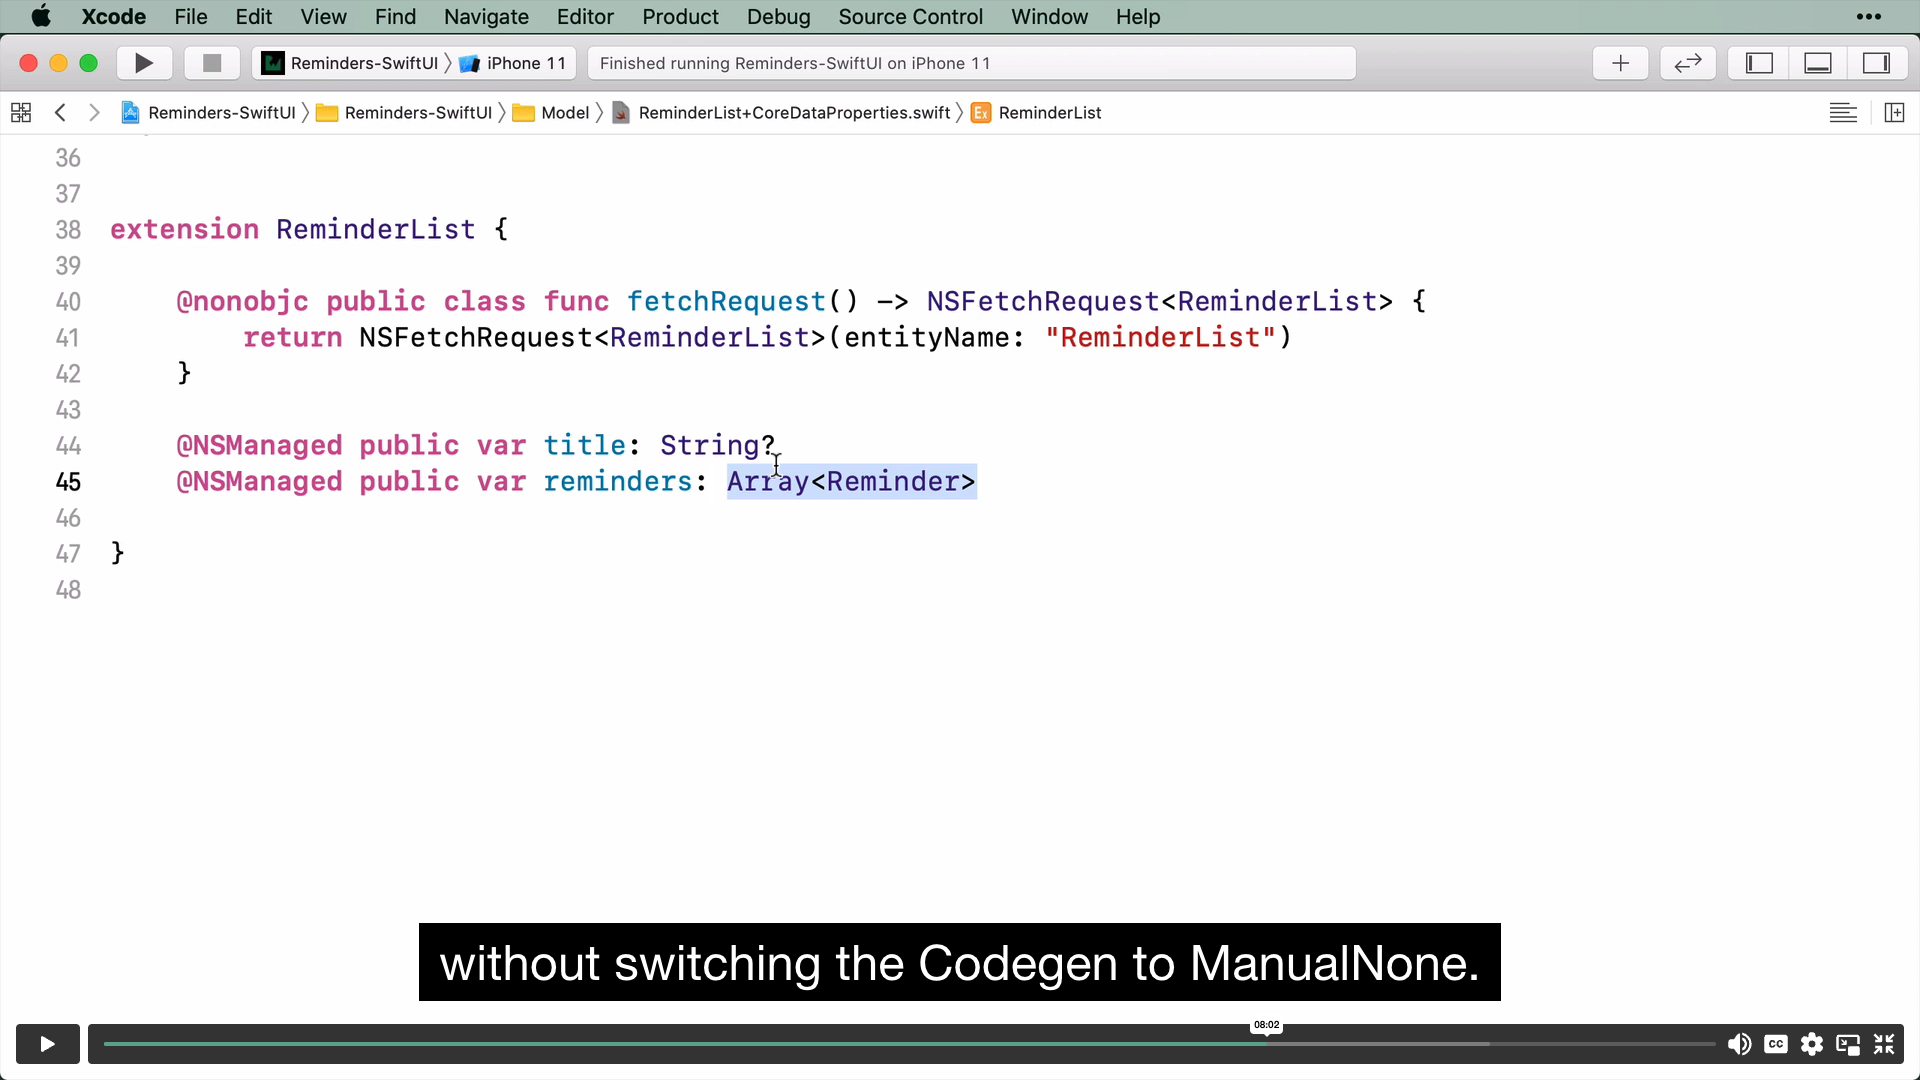 Xcode File Edit View Find Navigate Editor Product Debug Source Control Window Help •••
Reminders-SwiftUI 〉 iPhone 11 Finished running Reminders-SwiftUI on iPhone 11
Reminders-SwiftUI 〉 Reminders-SwiftUI 〉 Model 〉 ReminderList+CoreDataProperties.swift 〉 Ex ReminderList
36
37
38 extension ReminderList {
39
40 @nonobjc public class func fetchRequest() -> NSFetchRequest<ReminderList> {
41 return NSFetchRequest<ReminderList>(entityName: "ReminderList")
42 }
43
44 @NSManaged public var title: String?
45 @NSManaged public var reminders: Array<Reminder>
46
47 }
48
without switching the Codegen to ManualNone.
08:02
CC